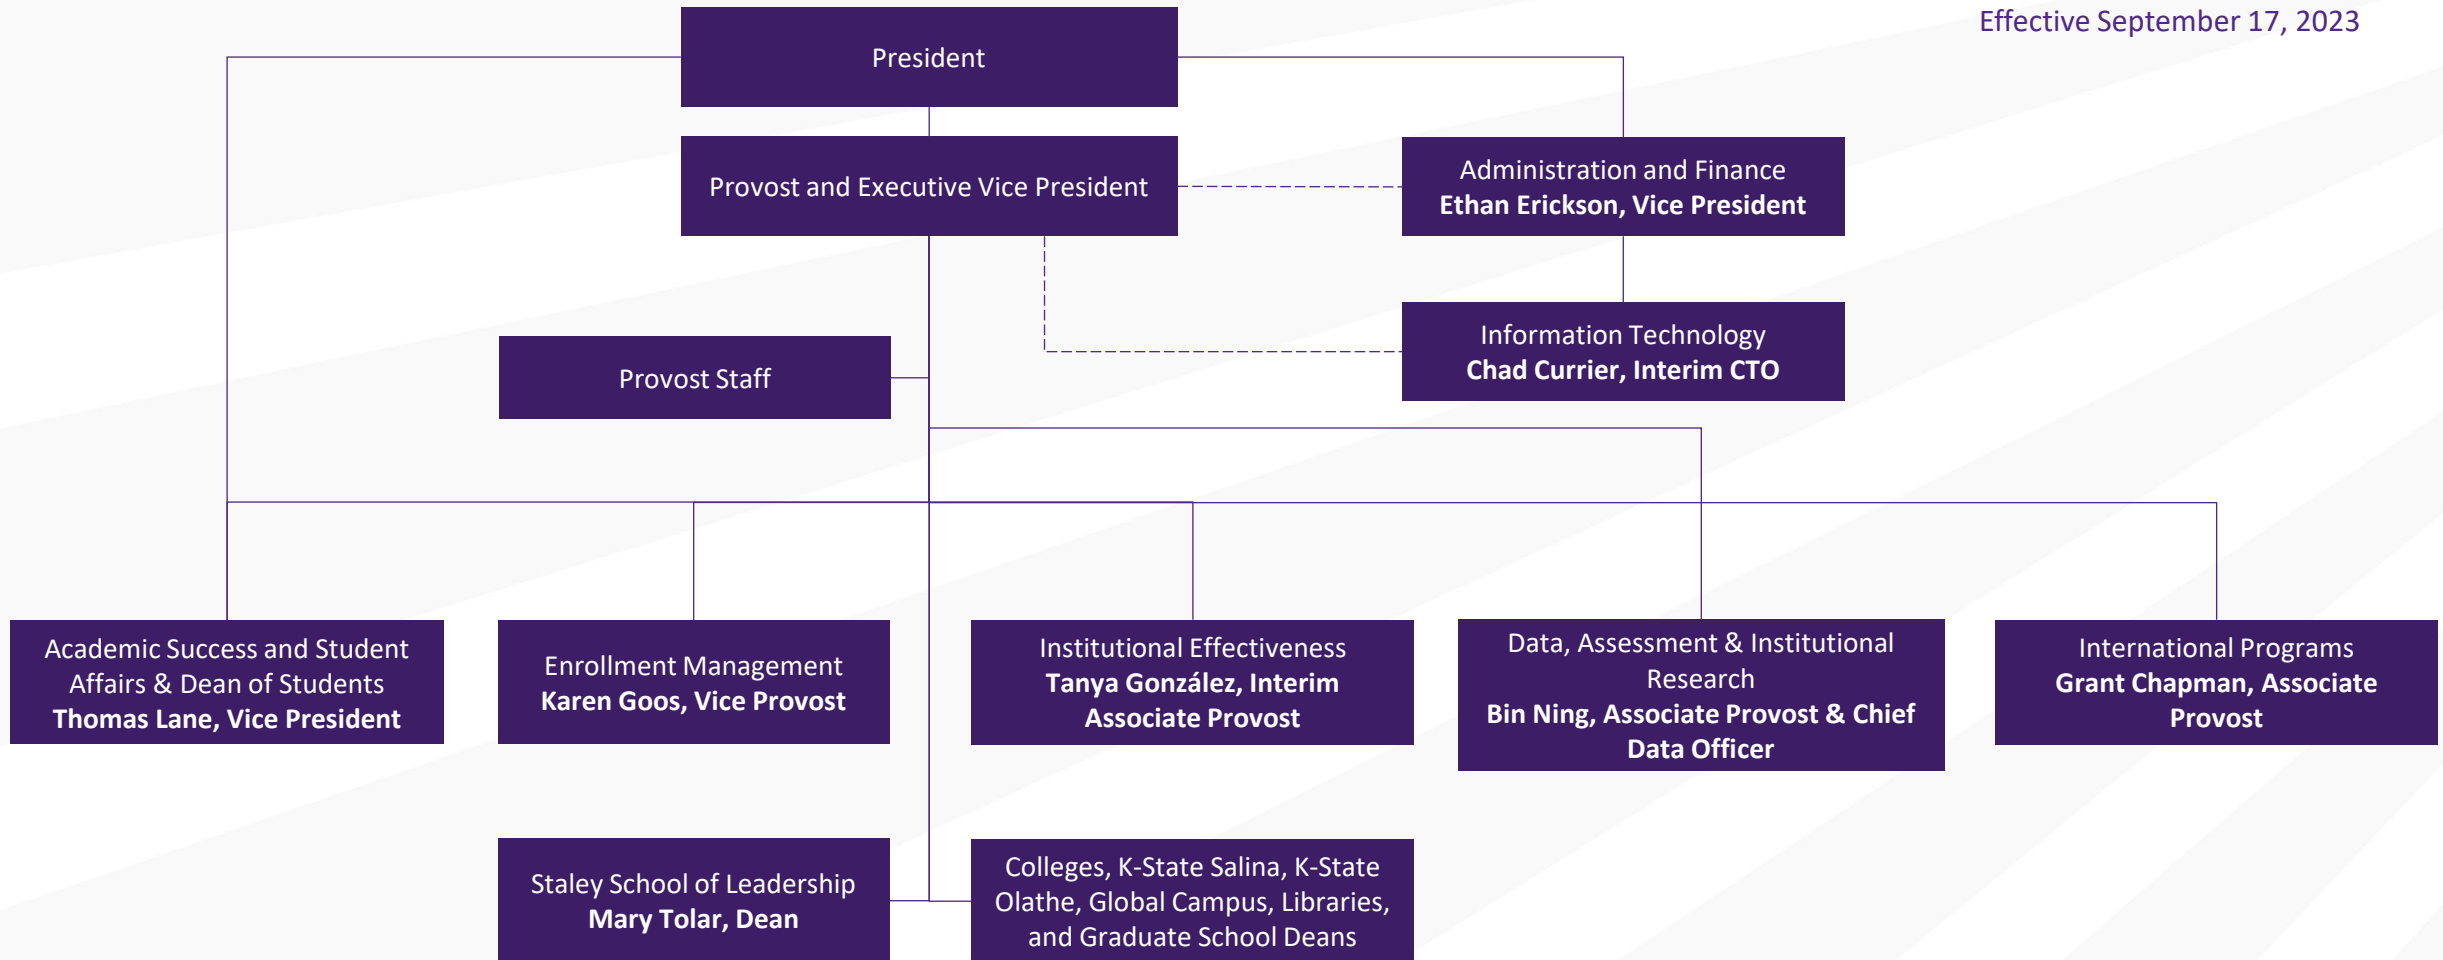 Effective September 17, 2023
President
Provost and Executive Vice President
Administration and Finance
Ethan Erickson, Vice President
Information Technology
Chad Currier, Interim CTO
Provost Staff
Academic Success and Student
Affairs & Dean of Students
Thomas Lane, Vice President
Enrollment Management
Karen Goos, Vice Provost
Institutional Effectiveness
Tanya González, Interim
Associate Provost
Data, Assessment & Institutional
Research
Bin Ning, Associate Provost & Chief
Data Officer
International Programs
Grant Chapman, Associate
Provost
Staley School of Leadership
Mary Tolar, Dean
Colleges, K-State Salina, K-State
Olathe, Global Campus, Libraries,
and Graduate School Deans